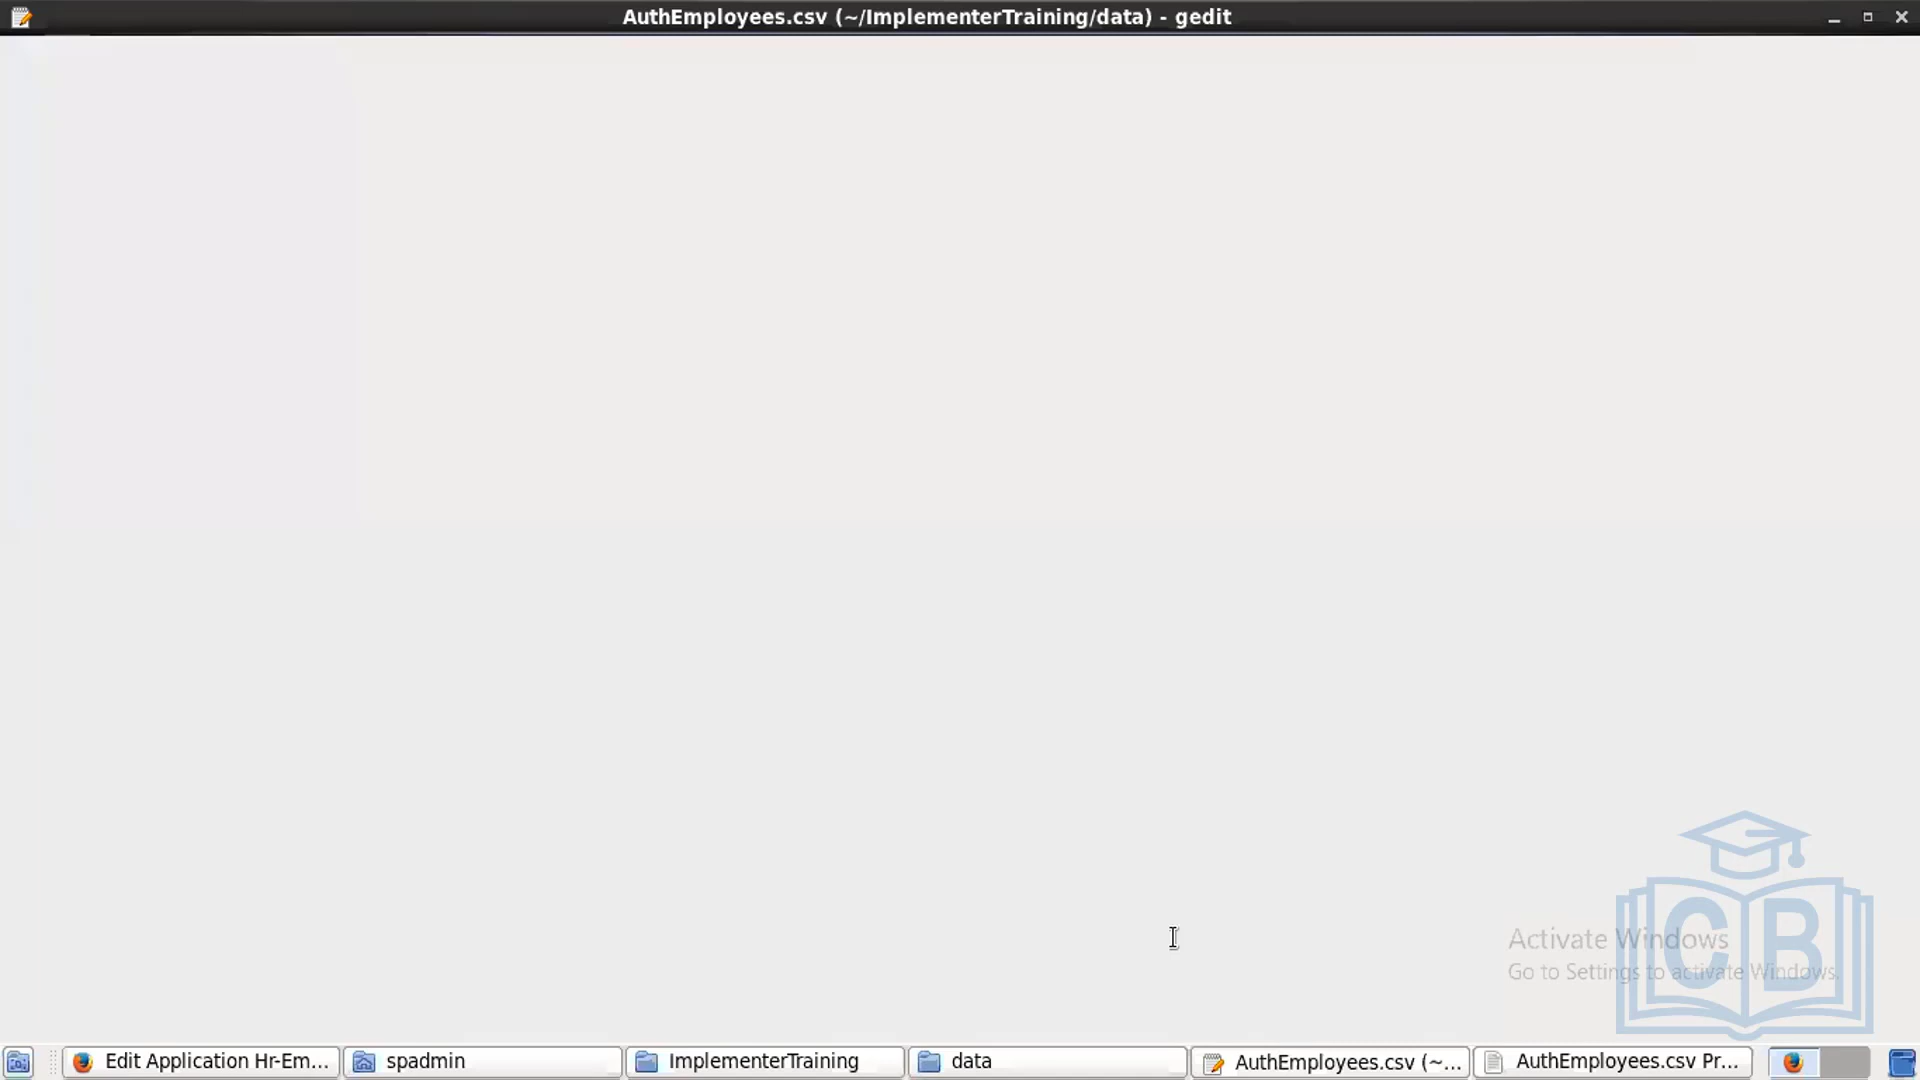 AuthEmployees.csv (~/ImplementerTraining/data) - gedit
CB
Activate Windows
Go to Settings to activate Windows.
Edit Application Hr-Em...
spadmin
ImplementerTraining
data
AuthEmployees.csv (~...
AuthEmployees.csv Pr...